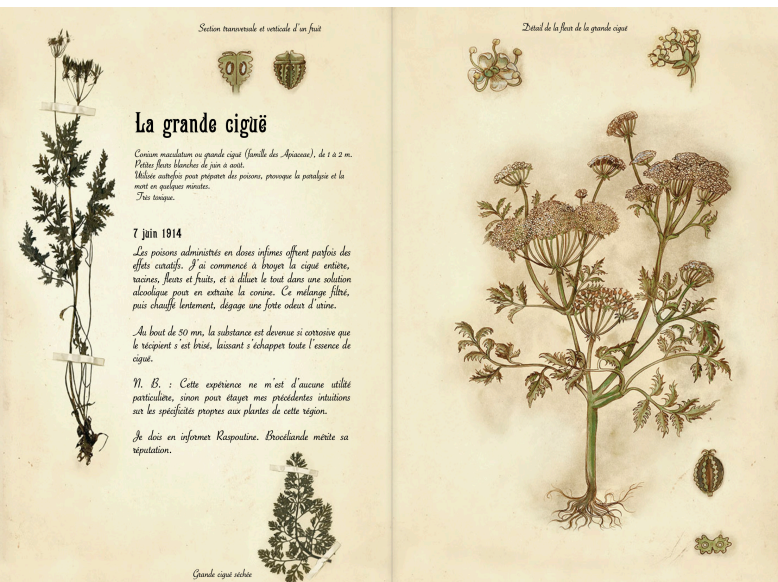 Section transversale et verticale d'un fruit
La grande ciguë
Conium maculatum ou grande ciguë (famille des Apiaceae), de 1 à 2 m.
Petites fleurs blanches de juin à août.
Utilisée autrefois pour préparer des poisons, provoque la paralysie et la
mort en quelques minutes.
Très toxique.
7 juin 1914
Les poisons administrés en doses infimes offrent parfois des
effets curatifs. J'ai commencé à broyer la ciguë entière,
racines, fleurs et fruits, et à diluer le tout dans une solution
alcoolique pour en extraire la conine. Ce mélange filtré,
puis chauffé lentement, dégage une forte odeur d'urine.
Au bout de 50 mn, la substance est devenue si corrosive que
le récipient s'est brisé, laissant s'échapper toute l'essence de
ciguë.
N. B. : Cette expérience ne m'est d'aucune utilité
particulière, sinon pour étayer mes précédentes intuitions
sur les spécificités propres aux plantes de cette région.
Je dois en informer Raspoutine. Brocéliande mérite sa
réputation.
Grande ciguë séchée
Détail de la fleur de la grande ciguë